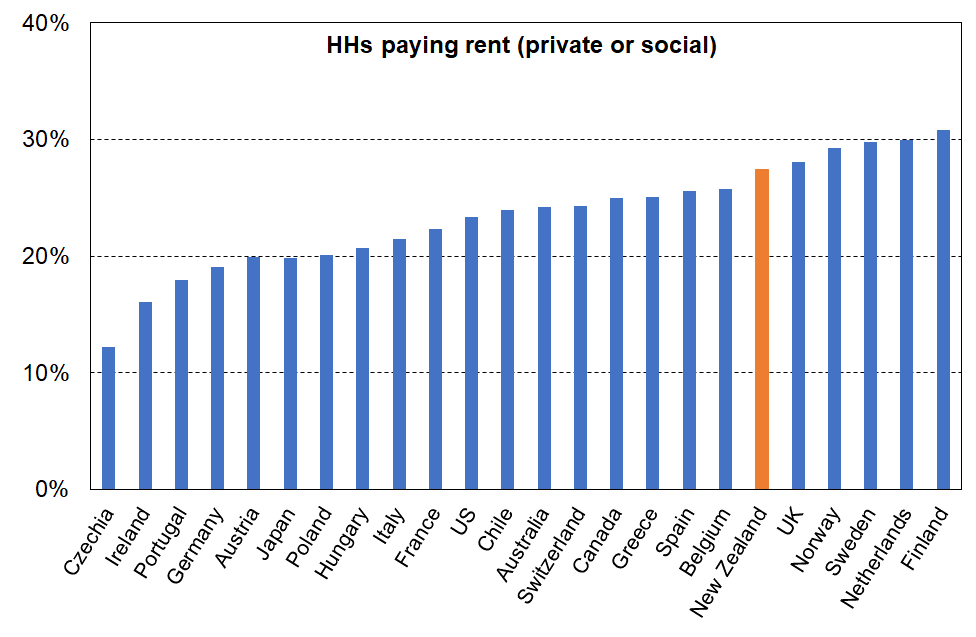 HHs paying rent (private or social)
40%
30%
20%
10%
0%
Czechia
Ireland
Portugal
Germany
Austria
Japan
Poland
Hungary
Italy
France
US
Chile
Australia
Switzerland
Canada
Greece
Spain
Belgium
New Zealand
UK
Norway
Sweden
Netherlands
Finland